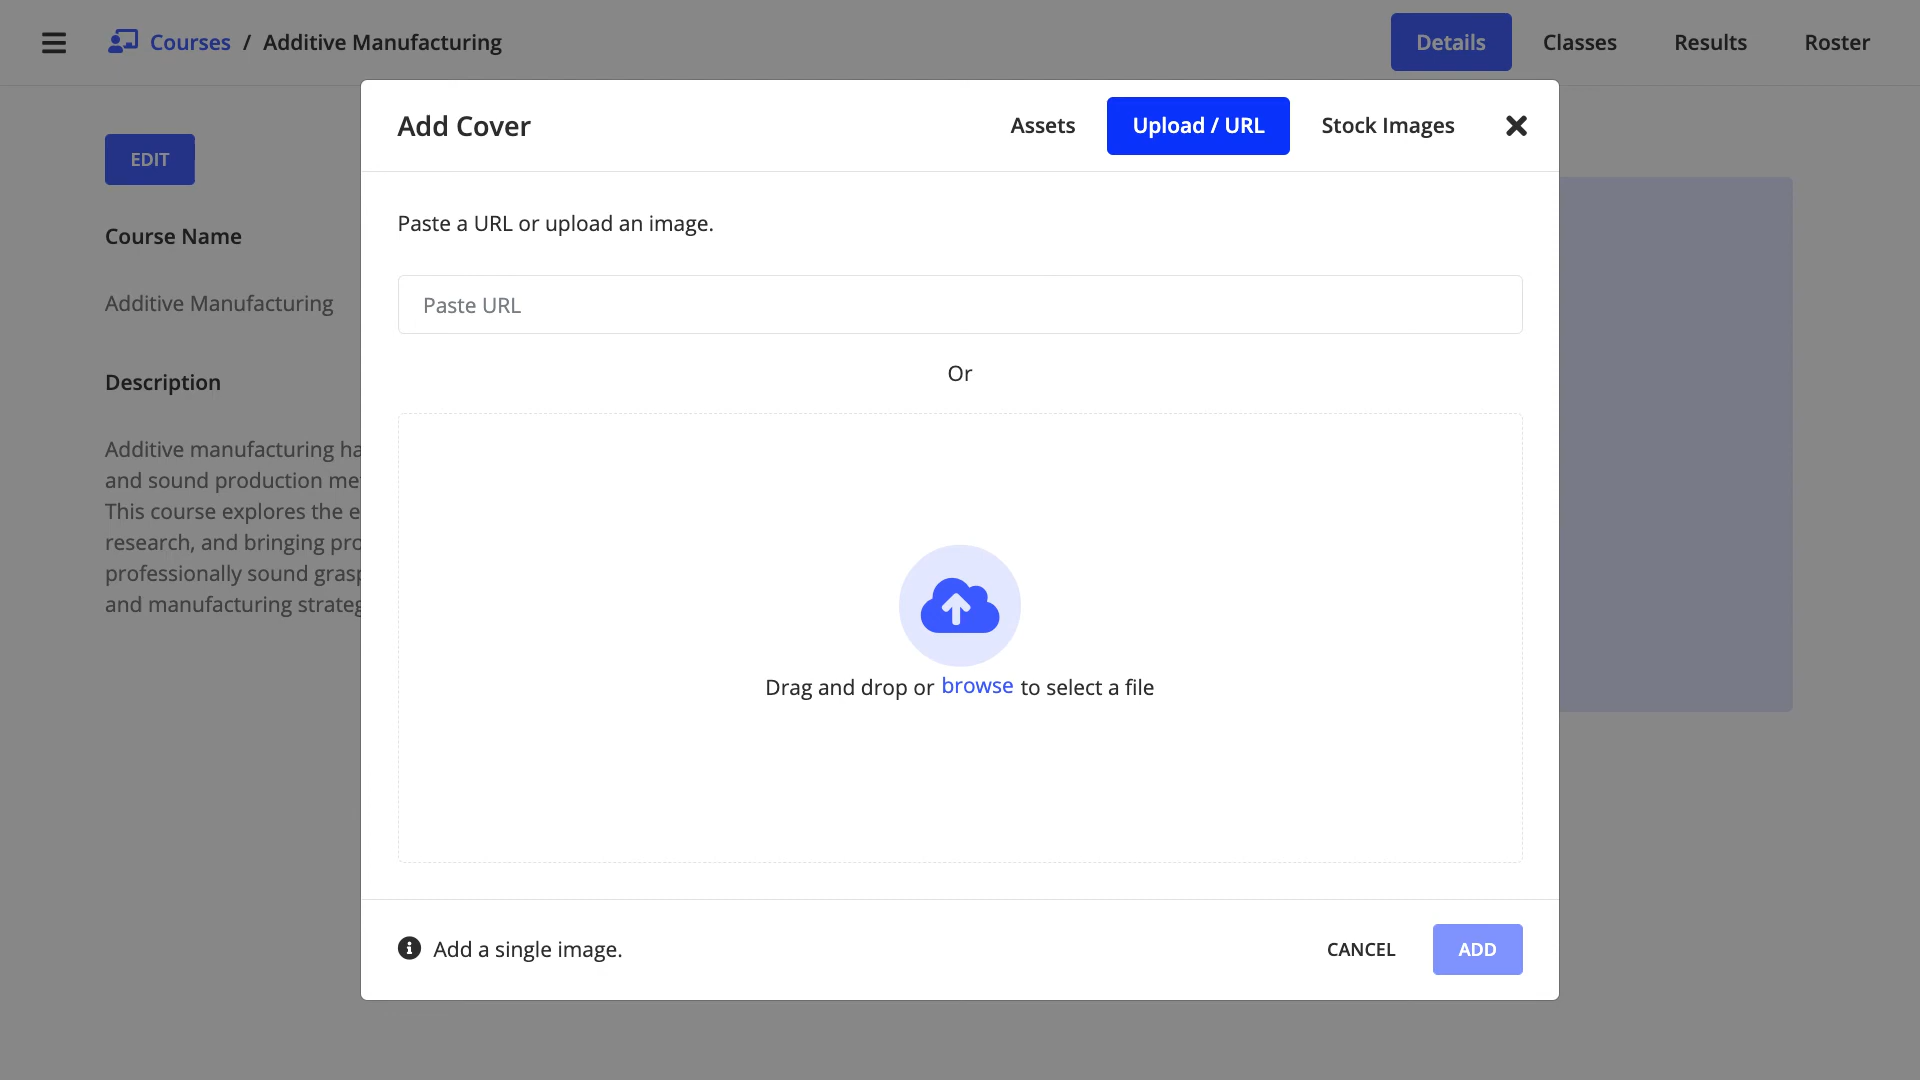 Courses / Additive Manufacturing
Details
Classes
Results
Roster
Add Cover
Assets
Upload / URL
Stock Images
EDIT
Course Name
Additive Manufacturing
Description
Additive manufacturing ha
and sound production me
This course explores the e
research, and bringing pro
professionally sound grasp
and manufacturing strateg
Paste a URL or upload an image.
Paste URL
Or
Drag and drop or browse to select a file
Add a single image.
CANCEL
ADD